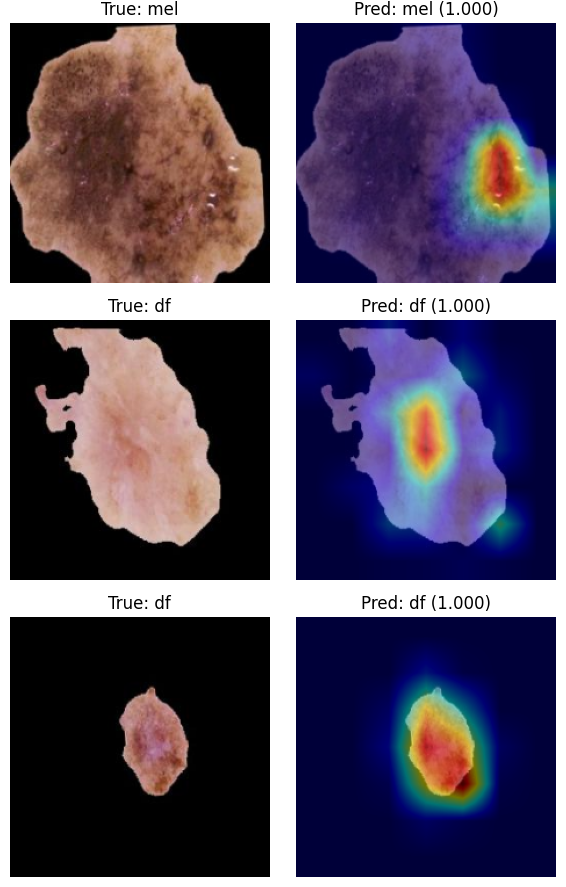 True: mel
Pred: mel (1.000)
True: df
Pred: df (1.000)
True: df
Pred: df (1.000)